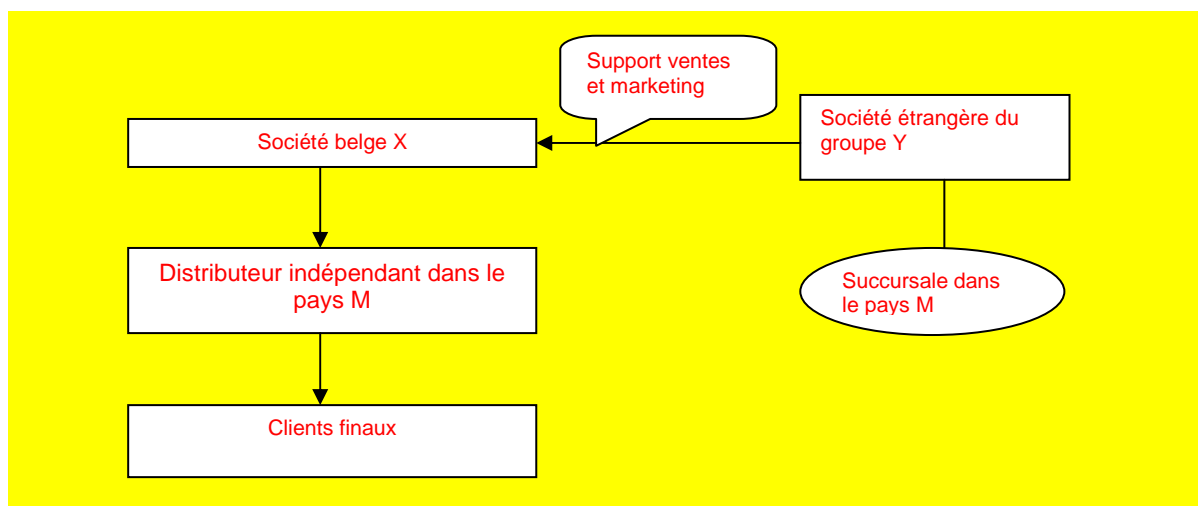 Support ventes
et marketing
Société étrangère du
groupe Y
Société belge X
Distributeur indépendant dans le
pays M
Succursale dans
le pays M
Clients finaux